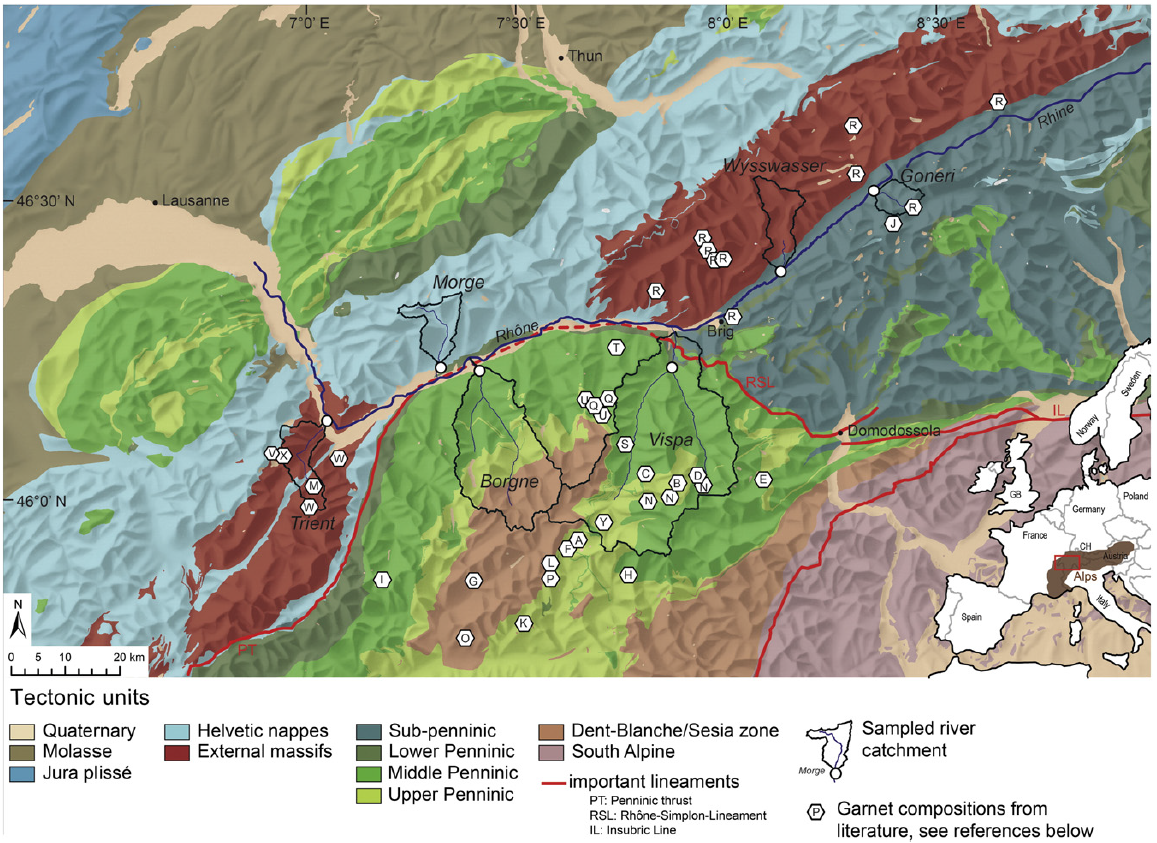 7°0′ E
7°30′ E
8°0′ E
8°30′ E
Thun
Rhine
R
R
Wysswasser
R
Goneri
46°30′ N
Lausanne
R
J
R
R
R
R
Morge
R
R
Brig
Rhône
T
RSL
IL
U
Q
Q
U
Domodossola
S
Vispa
V
X
W
M
W
Trient
Borgne
C
B
D
N
N
N
E
46°0′ N
Y
A
F
L
P
H
I
G
K
O
PT
N
0 5 10 20 km
Sweden
Norway
GB
Germany
Poland
France
CH
Austria
Alps
Italy
Spain
Tectonic units
Quaternary
Molasse
Jura plissé
Helvetic nappes
External massifs
Sub-penninic
Lower Penninic
Middle Penninic
Upper Penninic
Dent-Blanche/Sesia zone
South Alpine
important lineaments
PT: Penninic thrust
RSL: Rhône-Simplon-Lineament
IL: Insubric Line
Sampled river
catchment
Morge
P
Garnet compositions from
literature, see references below